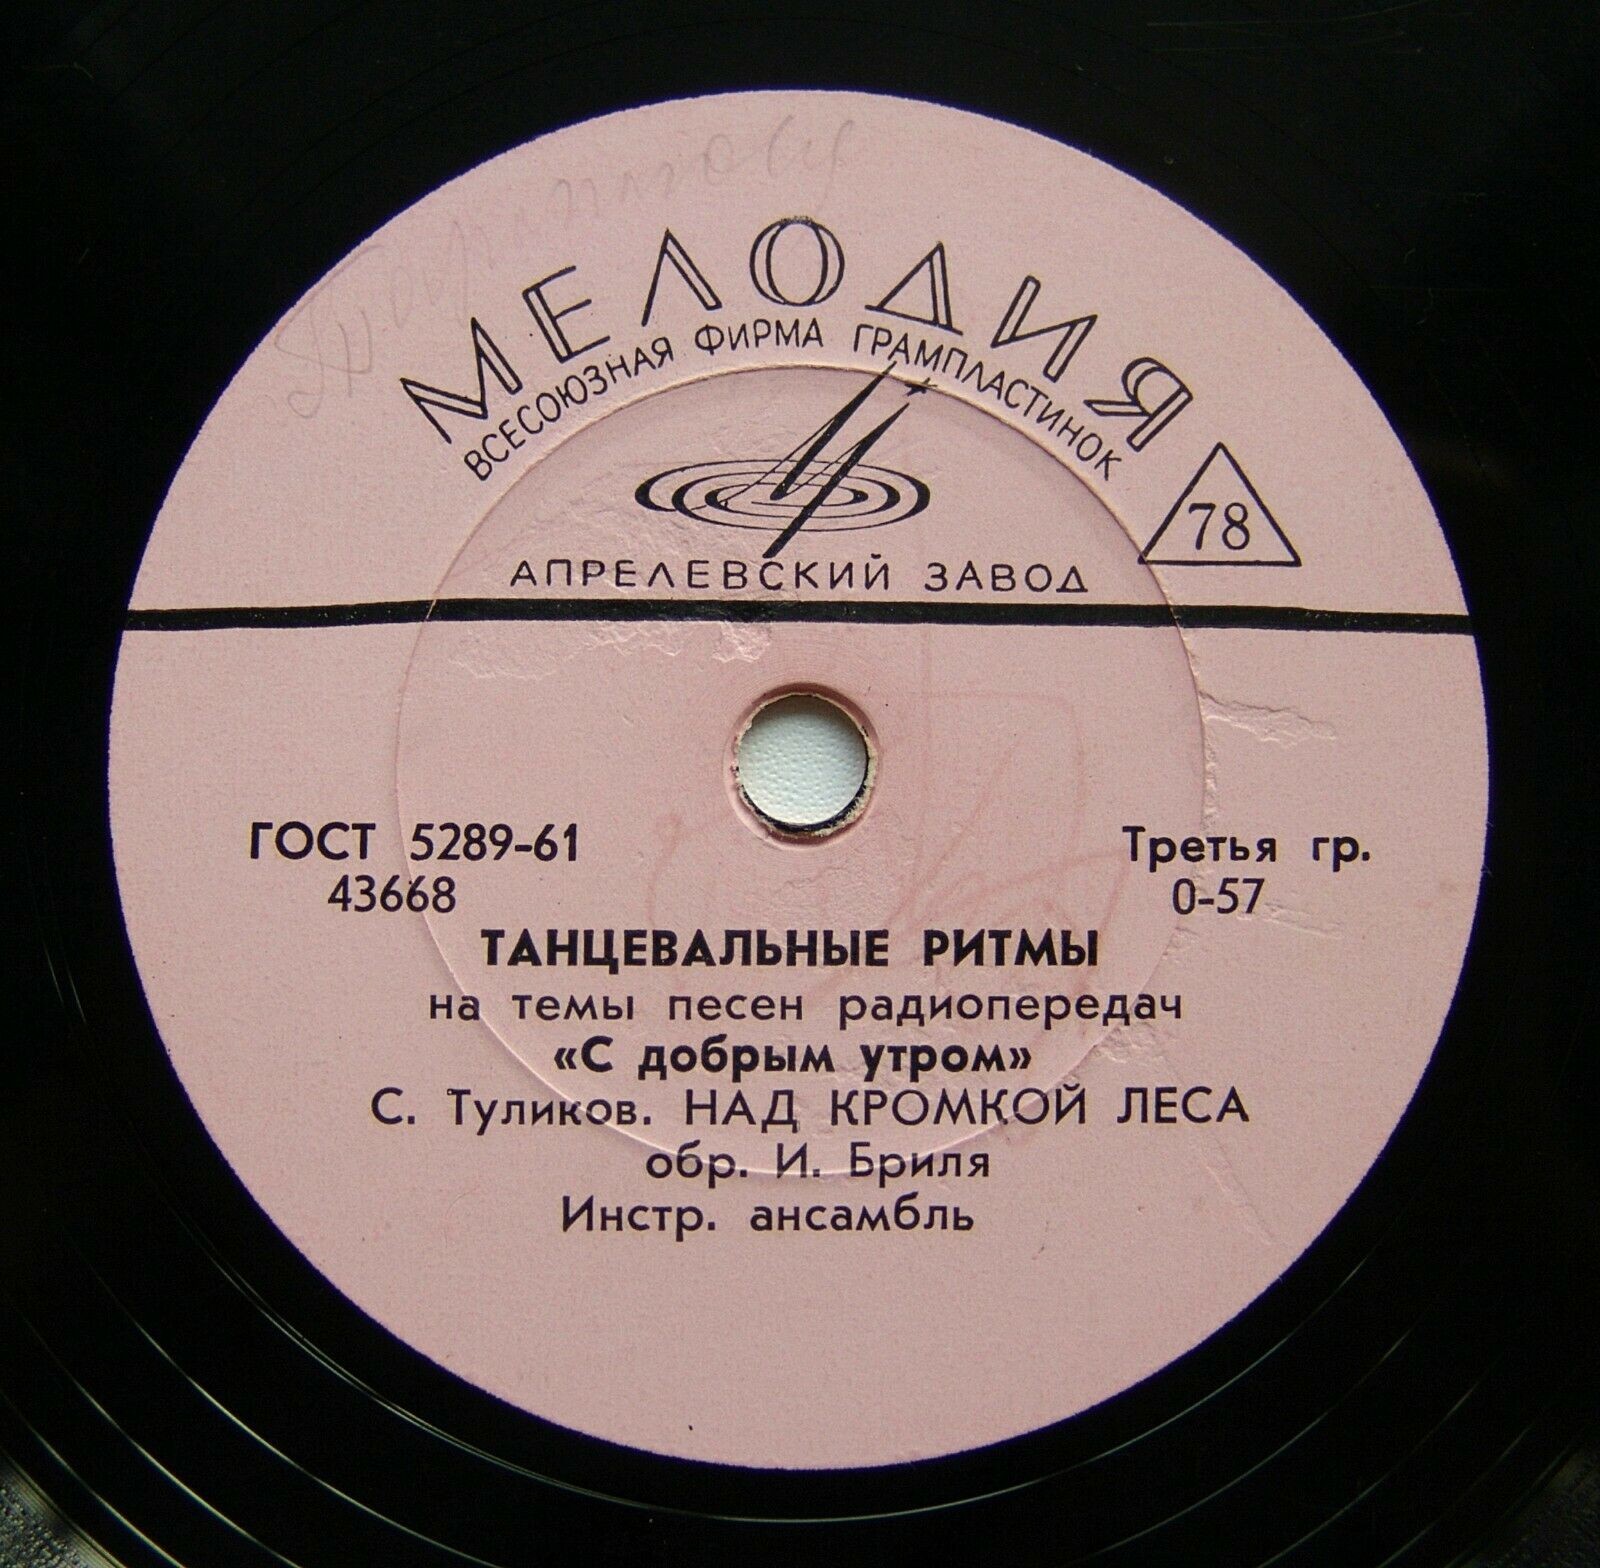 МЕЛОДИЯ
ВСЕСОЮЗНАЯ ФИРМА ГРАМПЛАСТИНОК
78
АПРЕЛЕВСКИЙ ЗАВОД
ГОСТ 5289-61
43668
Третья гр.
0-57
ТАНЦЕВАЛЬНЫЕ РИТМЫ
на темы песен радиопередач
«С добрым утром»
С. Туликов. НАД КРОМКОЙ ЛЕСА
обр. И. Бриля
Инстр. ансамбль